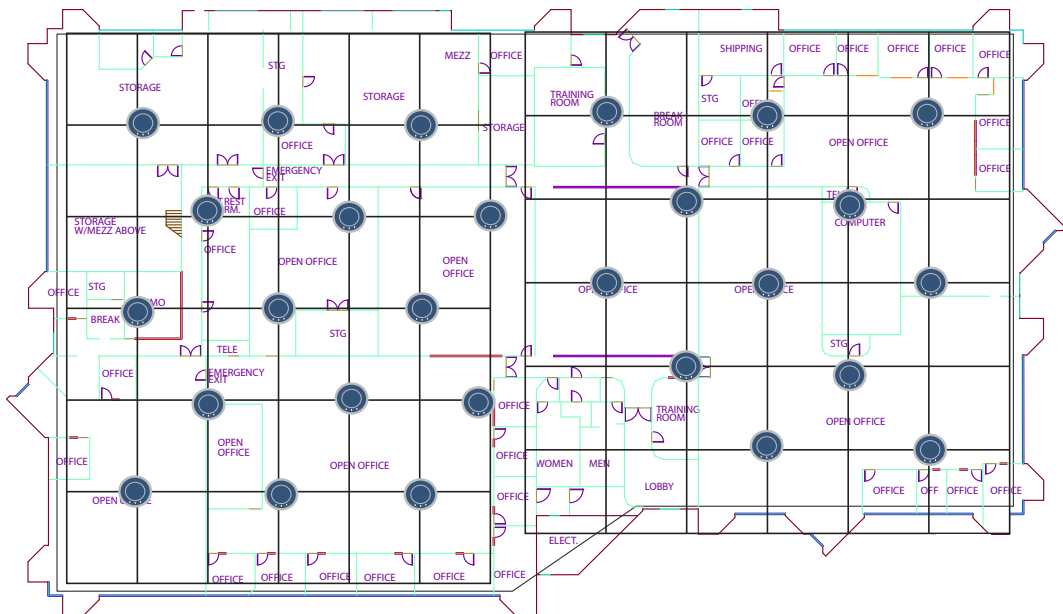 SHIPPING
OFFICE
OFFICE
OFFICE
OFFICE
OFFICE
MEZZ
OFFICE
STG
STORAGE
STORAGE
TRAINING
ROOM
STG
BREAK
ROOM
OFFICE
STORAGE
OFFICE
OFFICE
OFFICE
OPEN OFFICE
OFFICE
EMERGENCY
EXIT
OFFICE
REST
RM.
OFFICE
STORAGE
W/MEZZ ABOVE
OFFICE
COMPUTER
OPEN OFFICE
OPEN
OFFICE
STG
OFFICE
BREAK
STG
STG
TELE
OFFICE
EMERGENCY
EXIT
OFFICE
TRAINING
ROOM
OPEN OFFICE
OPEN
OFFICE
OFFICE
OPEN OFFICE
OFFICE
WOMEN
MEN
LOBBY
OFFICE
OFFICE
OFF
OFFICE
OFFICE
ELECT.
OFFICE
OFFICE
OFFICE
OFFICE
OFFICE
OFFICE